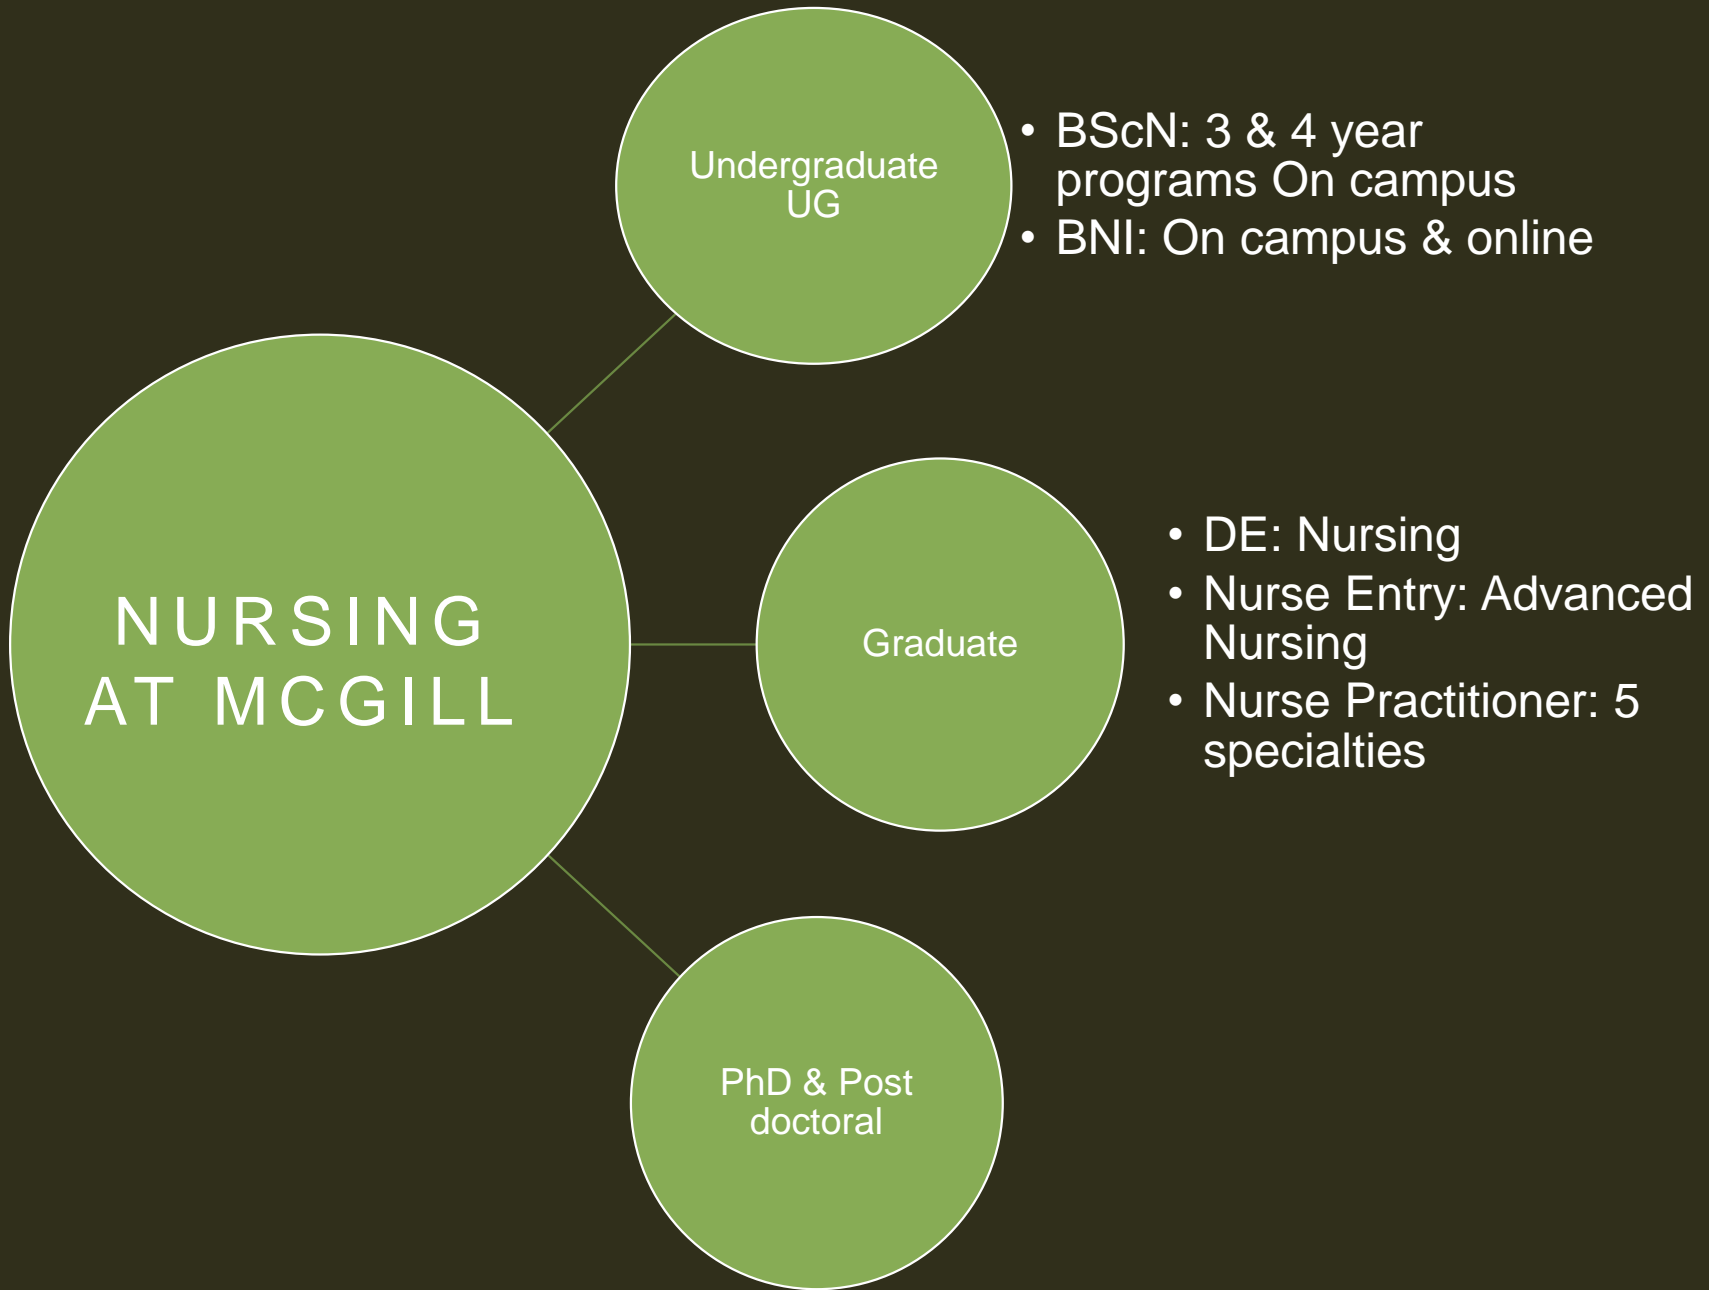 NURSING
AT MCGILL
Undergraduate
UG
• BScN: 3 & 4 year
programs On campus
• BNI: On campus & online
Graduate
• DE: Nursing
• Nurse Entry: Advanced
Nursing
• Nurse Practitioner: 5
specialties
PhD & Post
doctoral